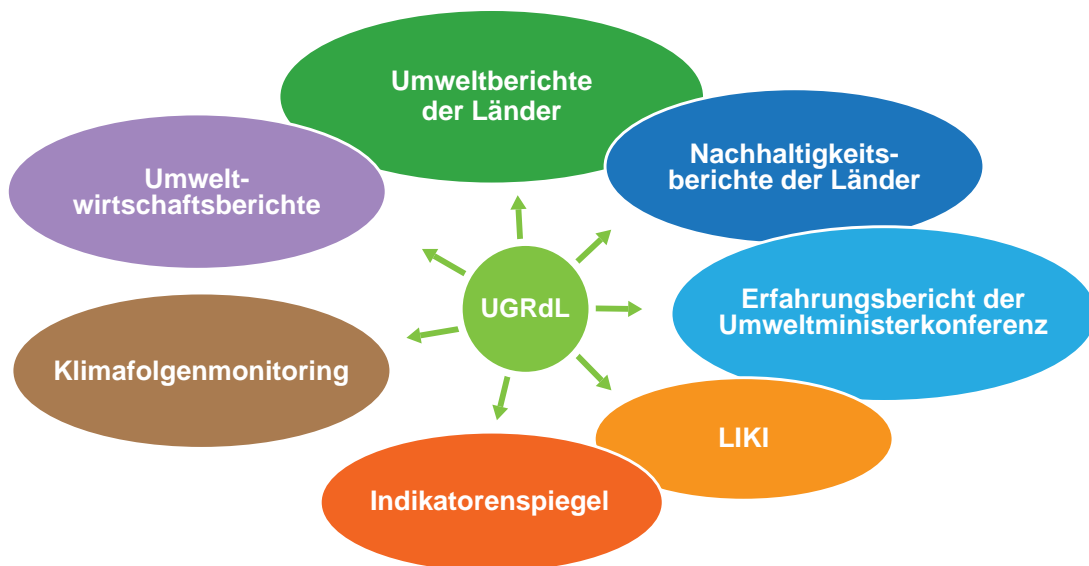 Umweltberichte
der Länder
Nachhaltigkeits-
berichte der Länder
Umwelt-
wirtschaftsberichte
UGRdL
Erfahrungsbericht der
Umweltministerkonferenz
Klimafolgenmonitoring
LIKI
Indikatorenspiegel